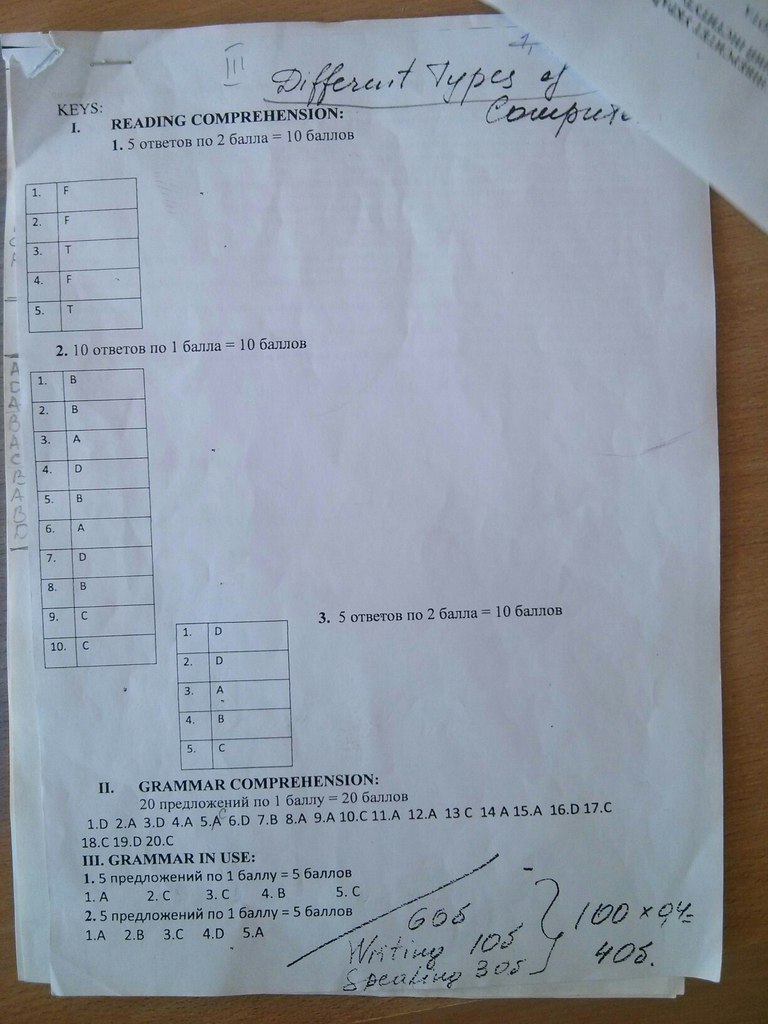 III
Different Types of
KEYS:
I. READING COMPREHENSION:
1. 5 ответов по 2 балла = 10 баллов
1. F
2. F
3. T
4. F
5. T
2. 10 ответов по 1 балла = 10 баллов
1. B
2. B
3. A
4. D
5. B
6. A
7. D
8. B
9. C
10. C
3. 5 ответов по 2 балла = 10 баллов
1. D
2. D
3. A
4. B
5. C
II. GRAMMAR COMPREHENSION:
20 предложений по 1 баллу = 20 баллов
1.D 2.A 3.D 4.A 5.A C 6.D 7.B 8.A 9.A 10.C 11.A 12.A 13 C 14 A 15.A 16.D 17.C
18.C 19.D 20.C
III. GRAMMAR IN USE:
1. 5 предложений по 1 баллу = 5 баллов
1. A 2. C 3. C 4. B 5. C
2. 5 предложений по 1 баллу = 5 баллов
1.A 2.B 3.C 4.D 5.A
60б
Writing 10б
Speaking 30б
100 × 0,4=
40б.